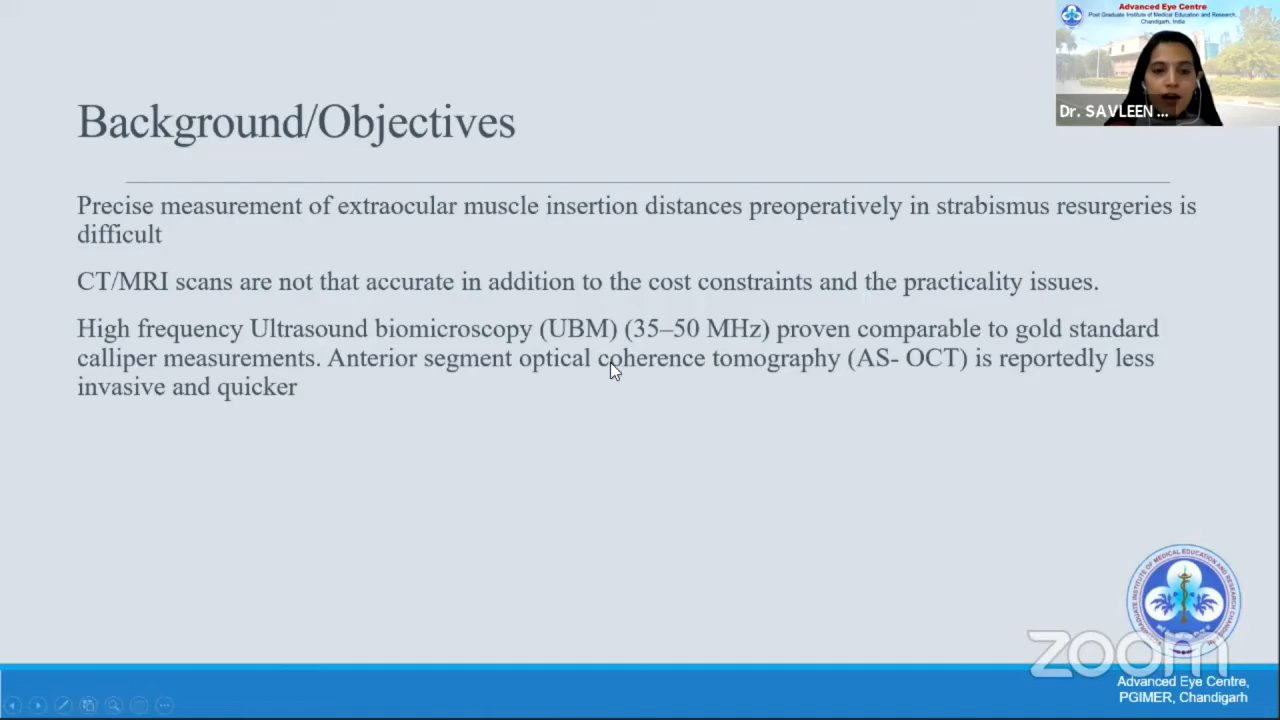 Advanced Eye Centre
Post Graduate Institute of Medical Education and Research,
Chandigarh, India
Dr. SAVLEEN ...
Background/Objectives
Precise measurement of extraocular muscle insertion distances preoperatively in strabismus resurgeries is
difficult
CT/MRI scans are not that accurate in addition to the cost constraints and the practicality issues.
High frequency Ultrasound biomicroscopy (UBM) (35–50 MHz) proven comparable to gold standard
calliper measurements. Anterior segment optical coherence tomography (AS- OCT) is reportedly less
invasive and quicker
zoom
Advanced Eye Centre,
PGIMER, Chandigarh